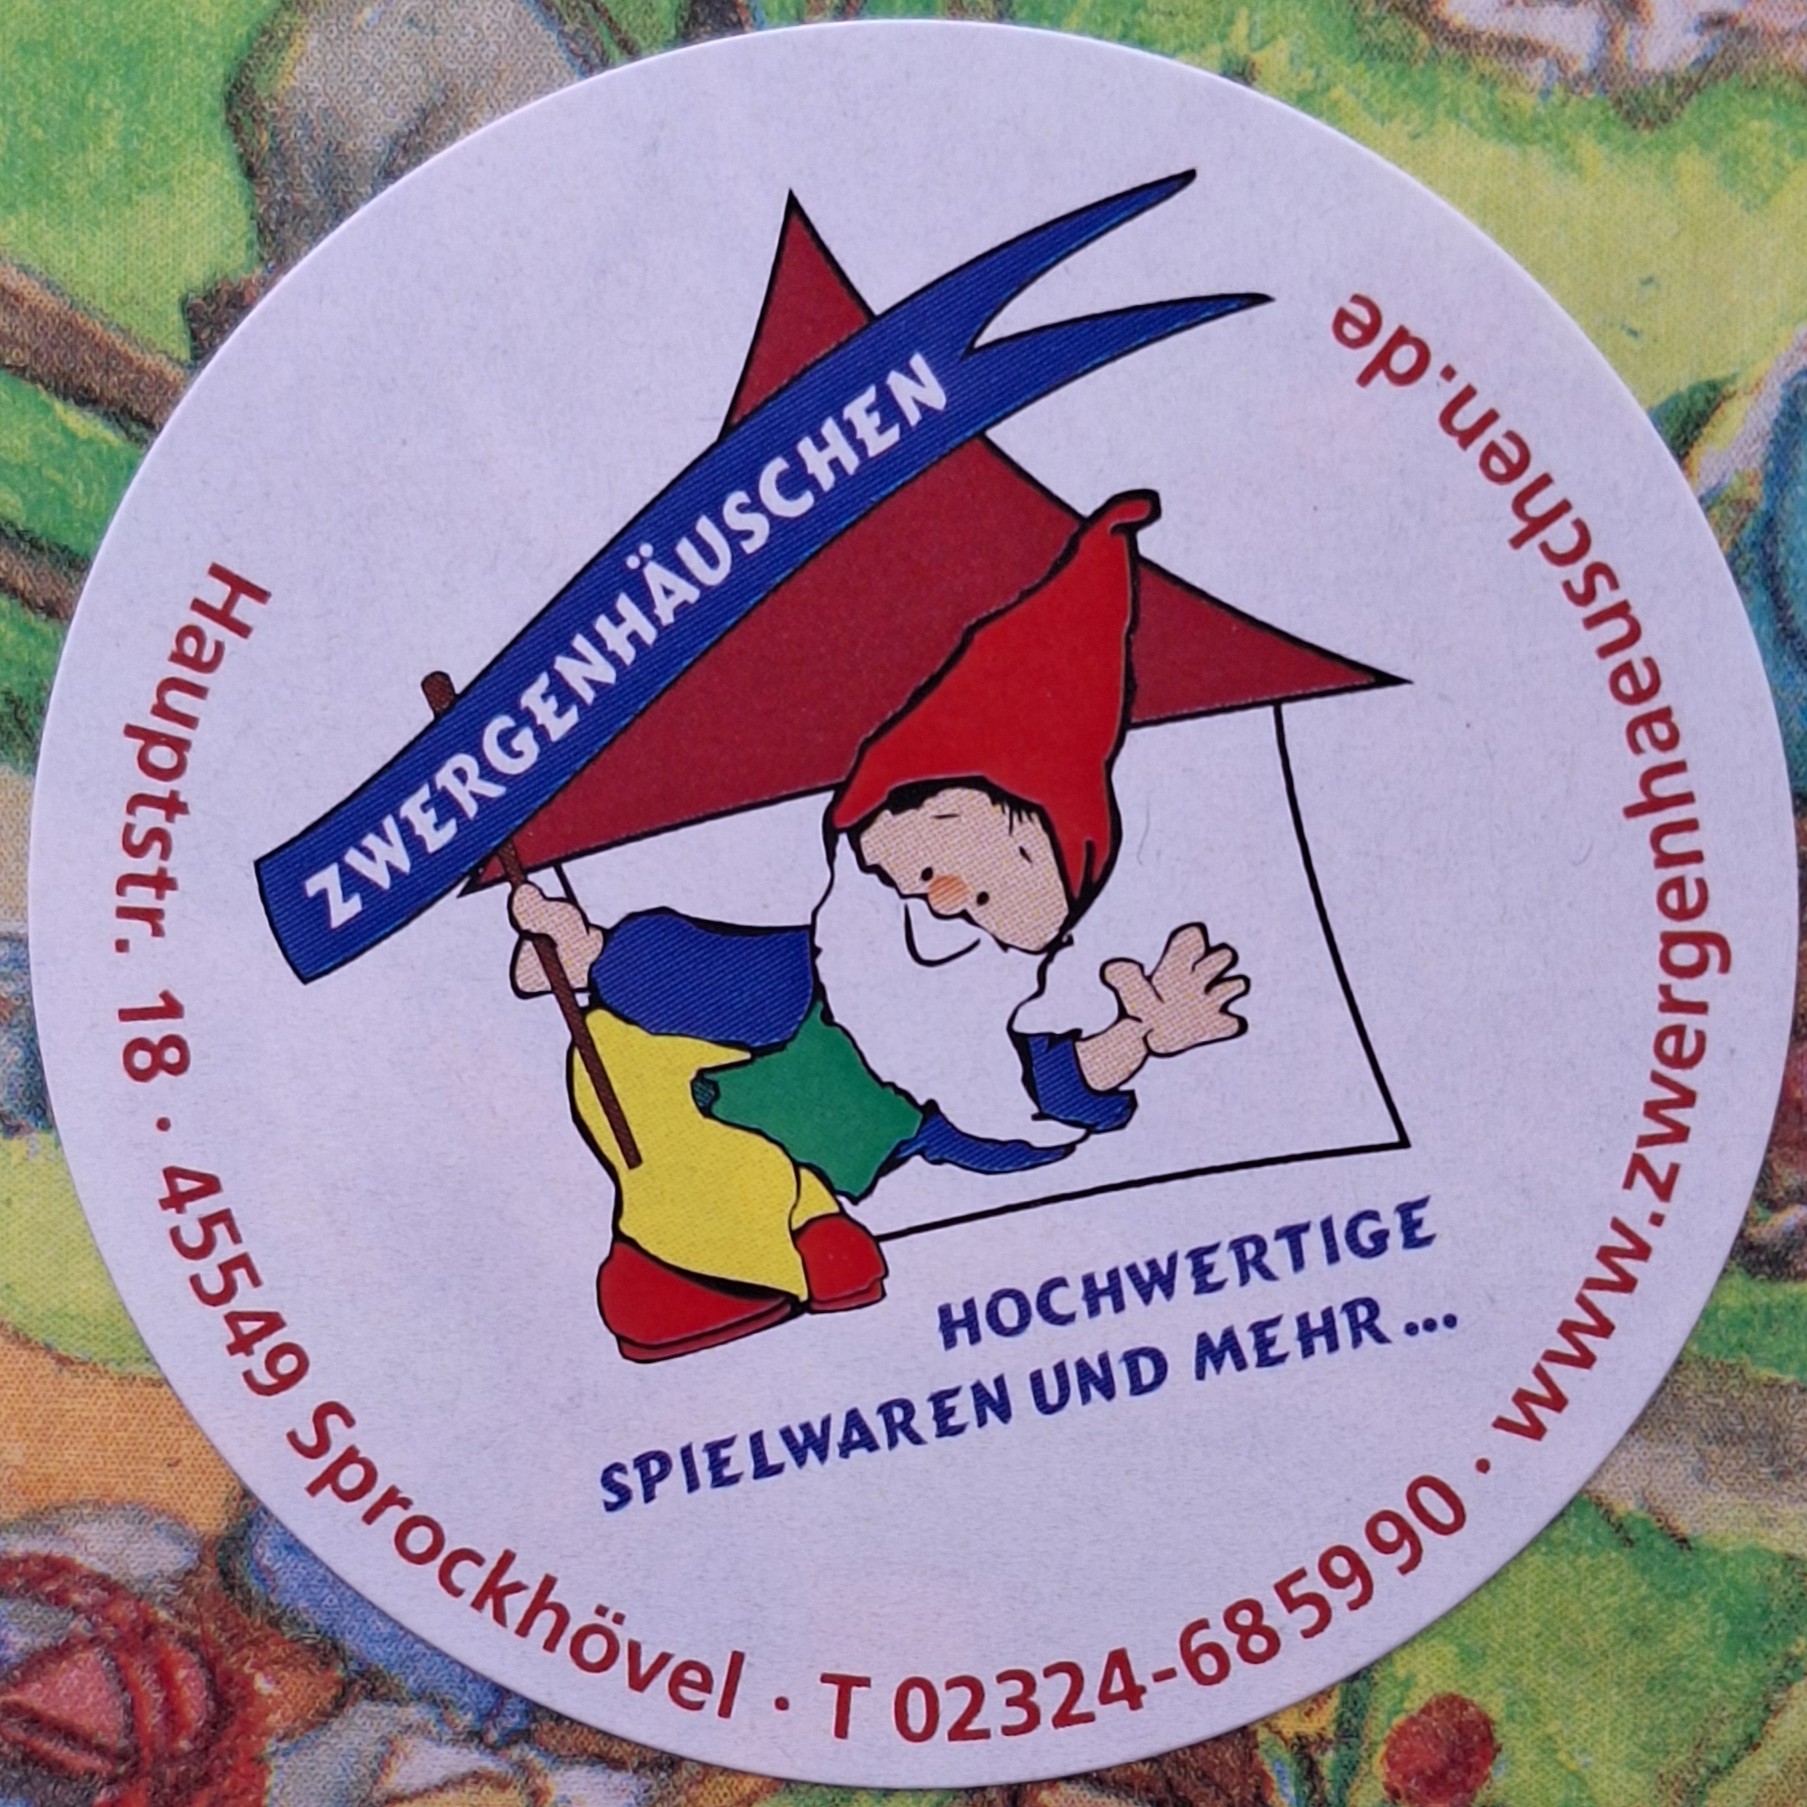 ZWERGENHÄUSCHEN
HOCHWERTIGE
SPIELWAREN UND MEHR...
Hauptstr. 18 · 45549 Sprockhövel · T 02324-685990 · www.zwergenhaeuschen.de